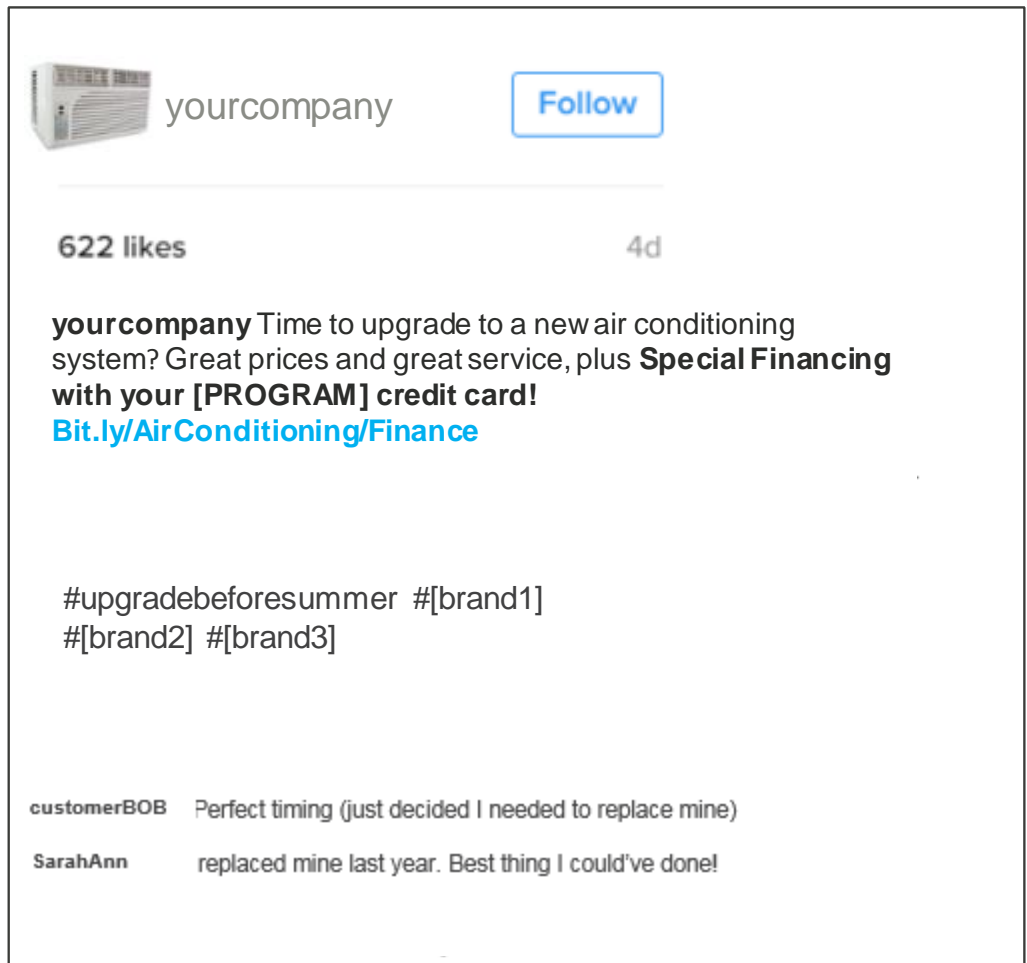 yourcompany Follow
622 likes 4d
yourcompany Time to upgrade to a new air conditioning
system? Great prices and great service, plus Special Financing
with your [PROGRAM] credit card!
Bit.ly/AirConditioning/Finance
#upgradebeforesummer #[brand1]
#[brand2] #[brand3]
customerBOB Perfect timing (just decided I needed to replace mine)
SarahAnn replaced mine last year. Best thing I could've done!